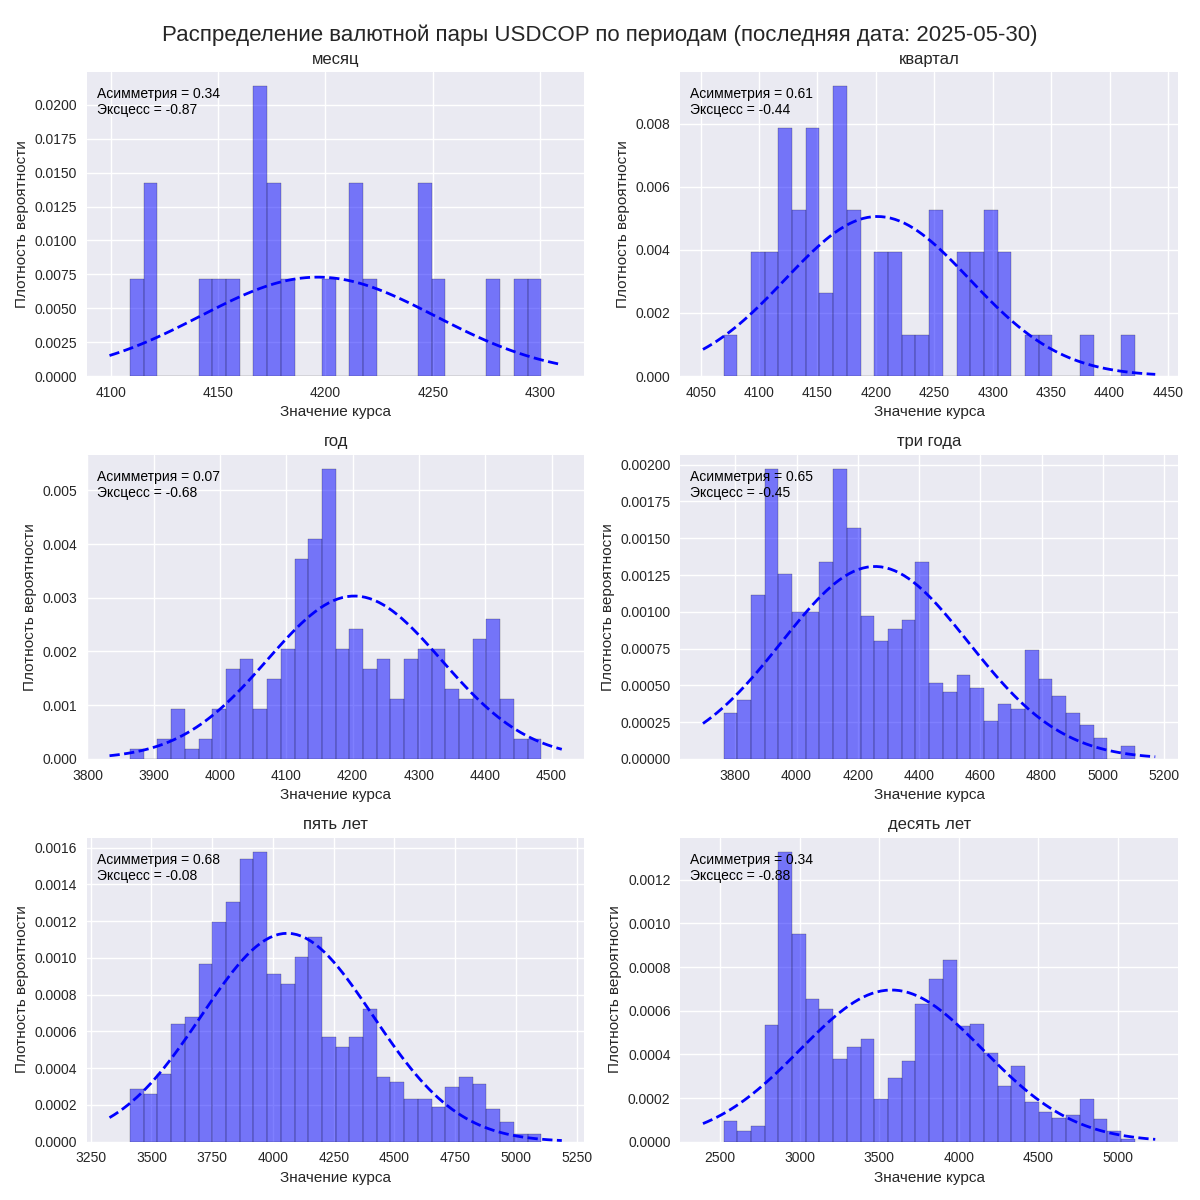 Распределение валютной пары USDCOP по периодам (последняя дата: 2025-05-30)
месяц
Асимметрия = 0.34
Эксцесс = -0.87
Плотность вероятности
0.0200
0.0175
0.0150
0.0125
0.0100
0.0075
0.0050
0.0025
0.0000
4100 4150 4200 4250 4300
Значение курса
квартал
Асимметрия = 0.61
Эксцесс = -0.44
Плотность вероятности
0.008
0.006
0.004
0.002
0.000
4050 4100 4150 4200 4250 4300 4350 4400 4450
Значение курса
год
Асимметрия = 0.07
Эксцесс = -0.68
Плотность вероятности
0.005
0.004
0.003
0.002
0.001
0.000
3800 3900 4000 4100 4200 4300 4400 4500
Значение курса
три года
Асимметрия = 0.65
Эксцесс = -0.45
Плотность вероятности
0.00200
0.00175
0.00150
0.00125
0.00100
0.00075
0.00050
0.00025
0.00000
3800 4000 4200 4400 4600 4800 5000 5200
Значение курса
пять лет
Асимметрия = 0.68
Эксцесс = -0.08
Плотность вероятности
0.0016
0.0014
0.0012
0.0010
0.0008
0.0006
0.0004
0.0002
0.0000
3250 3500 3750 4000 4250 4500 4750 5000 5250
Значение курса
десять лет
Асимметрия = 0.34
Эксцесс = -0.88
Плотность вероятности
0.0012
0.0010
0.0008
0.0006
0.0004
0.0002
0.0000
2500 3000 3500 4000 4500 5000
Значение курса